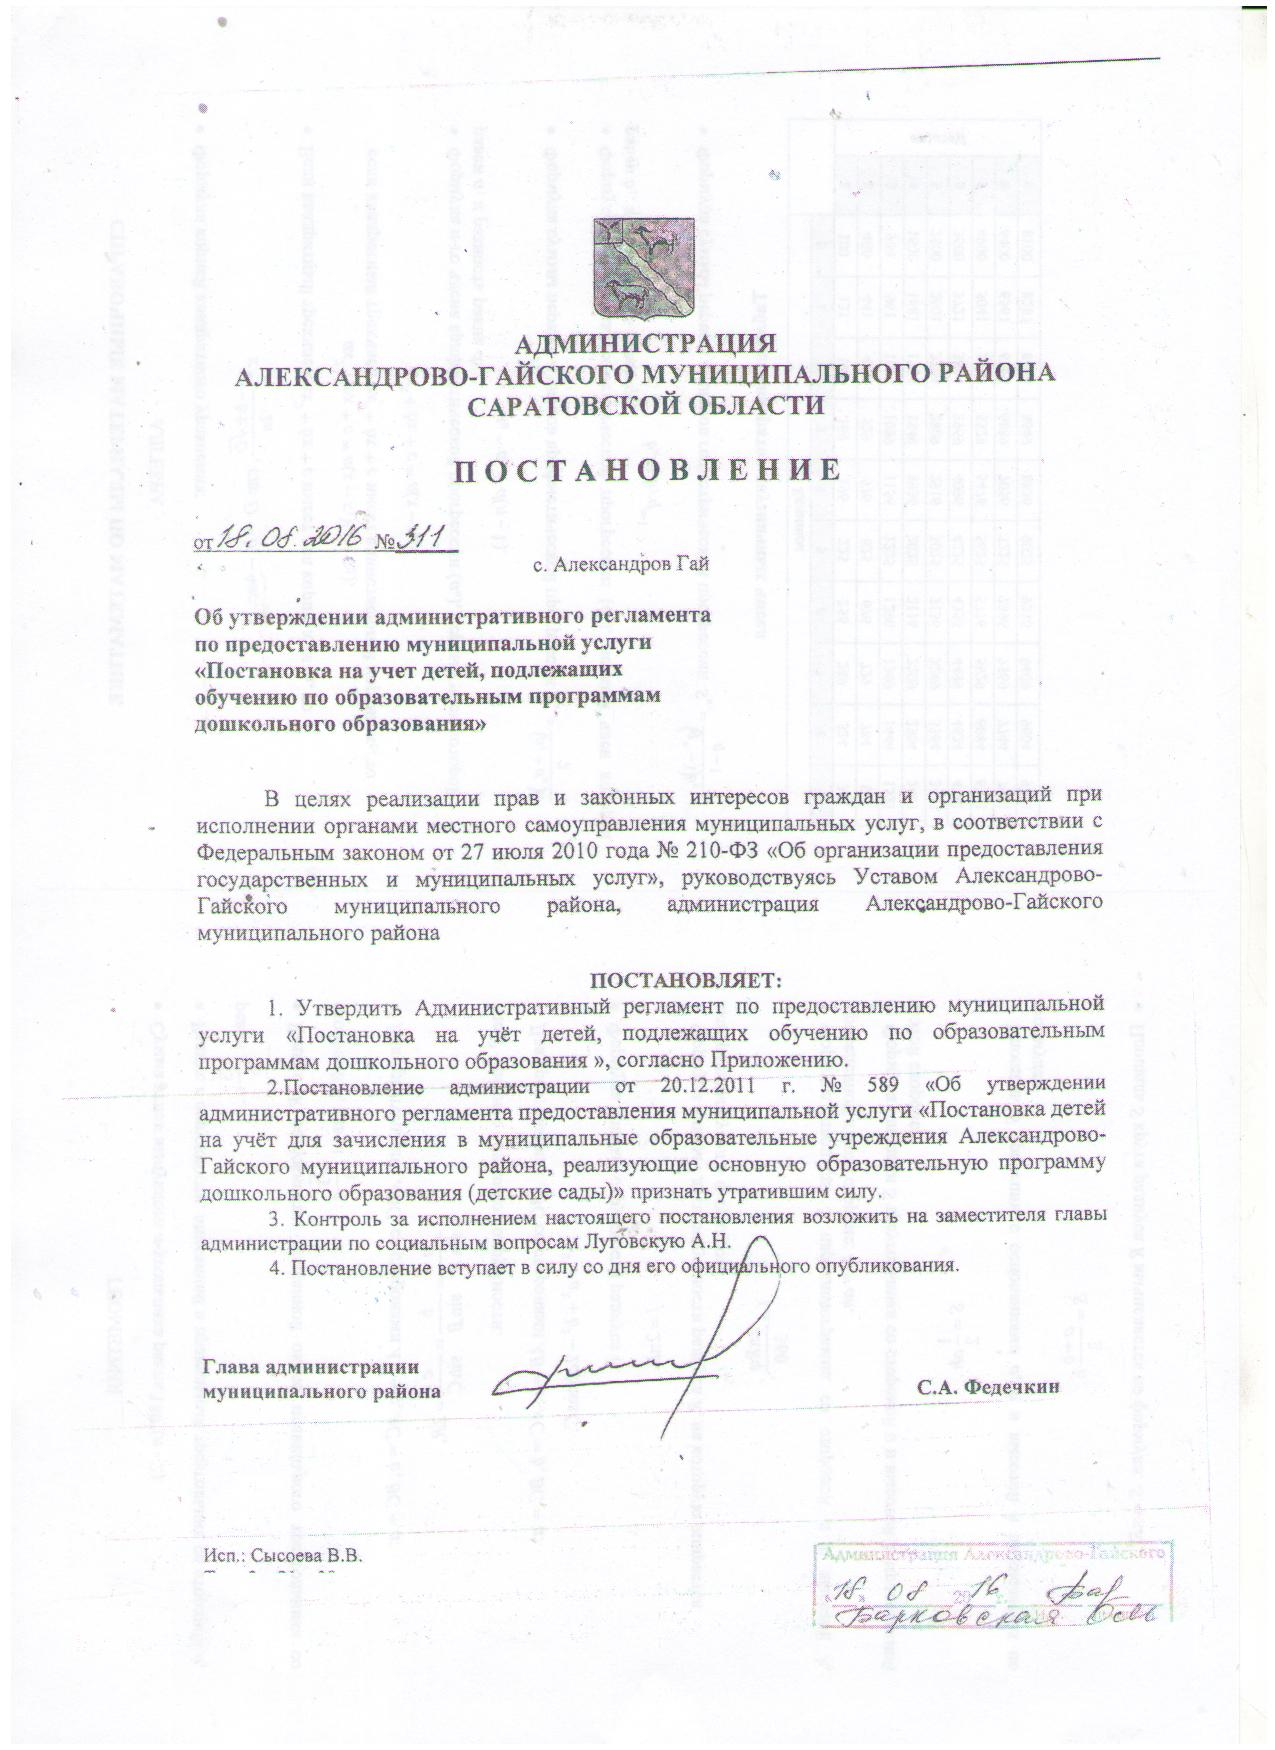 АДМИНИСТРАЦИЯ
АЛЕКСАНДРОВО-ГАЙСКОГО МУНИЦИПАЛЬНОГО РАЙОНА
САРАТОВСКОЙ ОБЛАСТИ
П О С Т А Н О В Л Е Н И Е
от 18.08.2016 № 311
с. Александров Гай
Об утверждении административного регламента
по предоставлению муниципальной услуги
«Постановка на учет детей, подлежащих
обучению по образовательным программам
дошкольного образования»
В целях реализации прав и законных интересов граждан и организаций при
исполнении органами местного самоуправления муниципальных услуг, в соответствии с
Федеральным законом от 27 июля 2010 года № 210-ФЗ «Об организации предоставления
государственных и муниципальных услуг», руководствуясь Уставом Александрово-
Гайского муниципального района, администрация Александрово-Гайского
муниципального района
ПОСТАНОВЛЯЕТ:
1. Утвердить Административный регламент по предоставлению муниципальной
услуги «Постановка на учёт детей, подлежащих обучению по образовательным
программам дошкольного образования », согласно Приложению.
2.Постановление администрации от 20.12.2011 г. № 589 «Об утверждении
административного регламента предоставления муниципальной услуги «Постановка детей
на учёт для зачисления в муниципальные образовательные учреждения Александрово-
Гайского муниципального района, реализующие основную образовательную программу
дошкольного образования (детские сады)» признать утратившим силу.
3. Контроль за исполнением настоящего постановления возложить на заместителя главы
администрации по социальным вопросам Луговскую А.Н.
4. Постановление вступает в силу со дня его официального опубликования.
Глава администрации
муниципального района С.А. Федечкин
Исп.: Сысоева В.В.
Администрация Александрово-Гайского
18 08 2016
Барковская